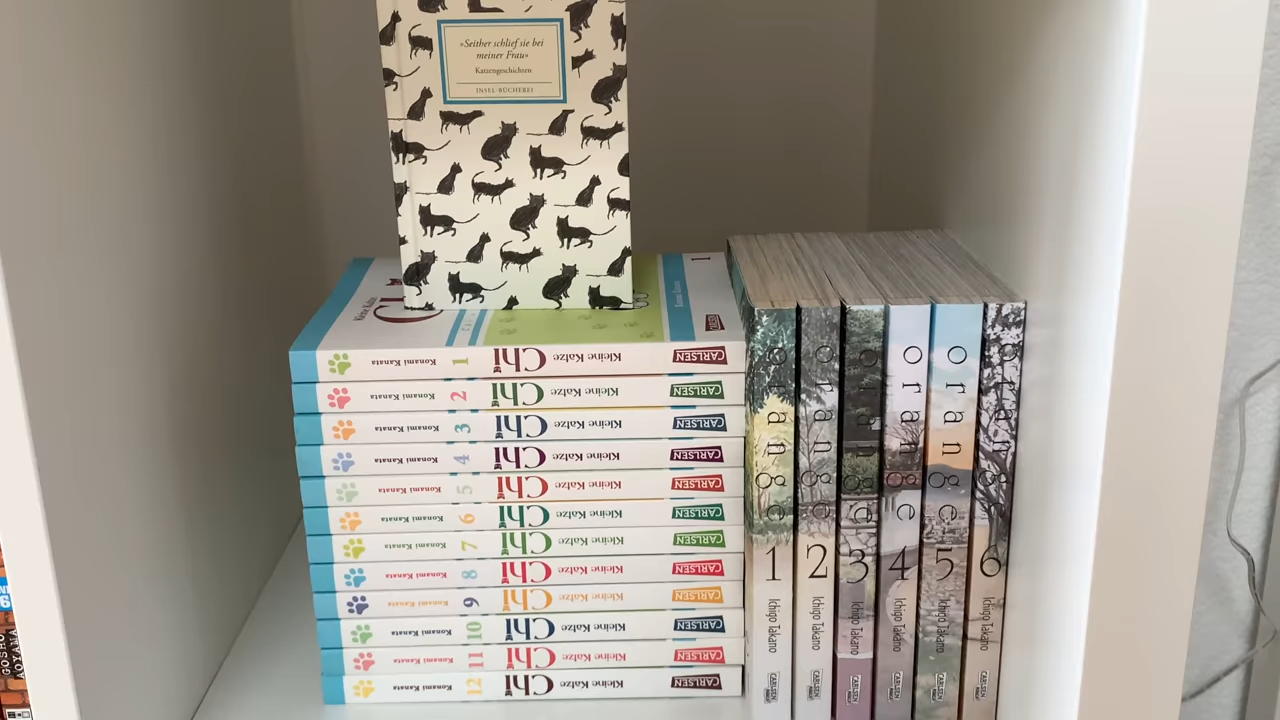 »Seither schlief sie bei
meiner Frau«
Katzengeschichten
INSEL-BÜCHEREI
1
CARLSEN
Konami Kanata 1 Chi Kleine Katze CARLSEN
Konami Kanata 2 Chi Kleine Katze CARLSEN
Konami Kanata 3 Chi Kleine Katze CARLSEN
Konami Kanata 4 Chi Kleine Katze CARLSEN
Konami Kanata 5 Chi Kleine Katze CARLSEN
Konami Kanata 6 Chi Kleine Katze CARLSEN
Konami Kanata 7 Chi Kleine Katze CARLSEN
Konami Kanata 8 Chi Kleine Katze CARLSEN
Konami Kanata 9 Chi Kleine Katze CARLSEN
Konami Kanata 10 Chi Kleine Katze CARLSEN
Konami Kanata 11 Chi Kleine Katze CARLSEN
Konami Kanata 12 Chi Kleine Katze CARLSEN
orange 1 Ichigo Takano CARLSEN
orange 2 Ichigo Takano CARLSEN
orange 3 Ichigo Takano CARLSEN
orange 4 Ichigo Takano CARLSEN
orange 5 Ichigo Takano CARLSEN
orange 6 Ichigo Takano CARLSEN
GOSHO
AOYAMA